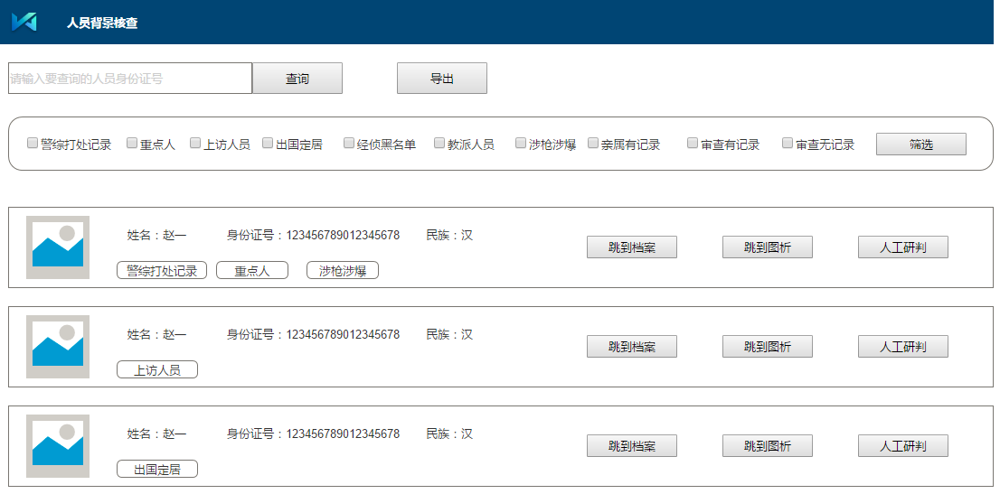 人员背景核查
请输入要查询的人员身份证号 查询 导出
警综打处记录 重点人 上访人员 出国定居 经侦黑名单 教派人员 涉枪涉爆 亲属有记录 审查有记录 审查无记录 筛选
姓名：赵一 身份证号：123456789012345678 民族：汉
跳到档案 跳到图析 人工研判
警综打处记录 重点人 涉枪涉爆
姓名：赵一 身份证号：123456789012345678 民族：汉
跳到档案 跳到图析 人工研判
上访人员
姓名：赵一 身份证号：123456789012345678 民族：汉
跳到档案 跳到图析 人工研判
出国定居